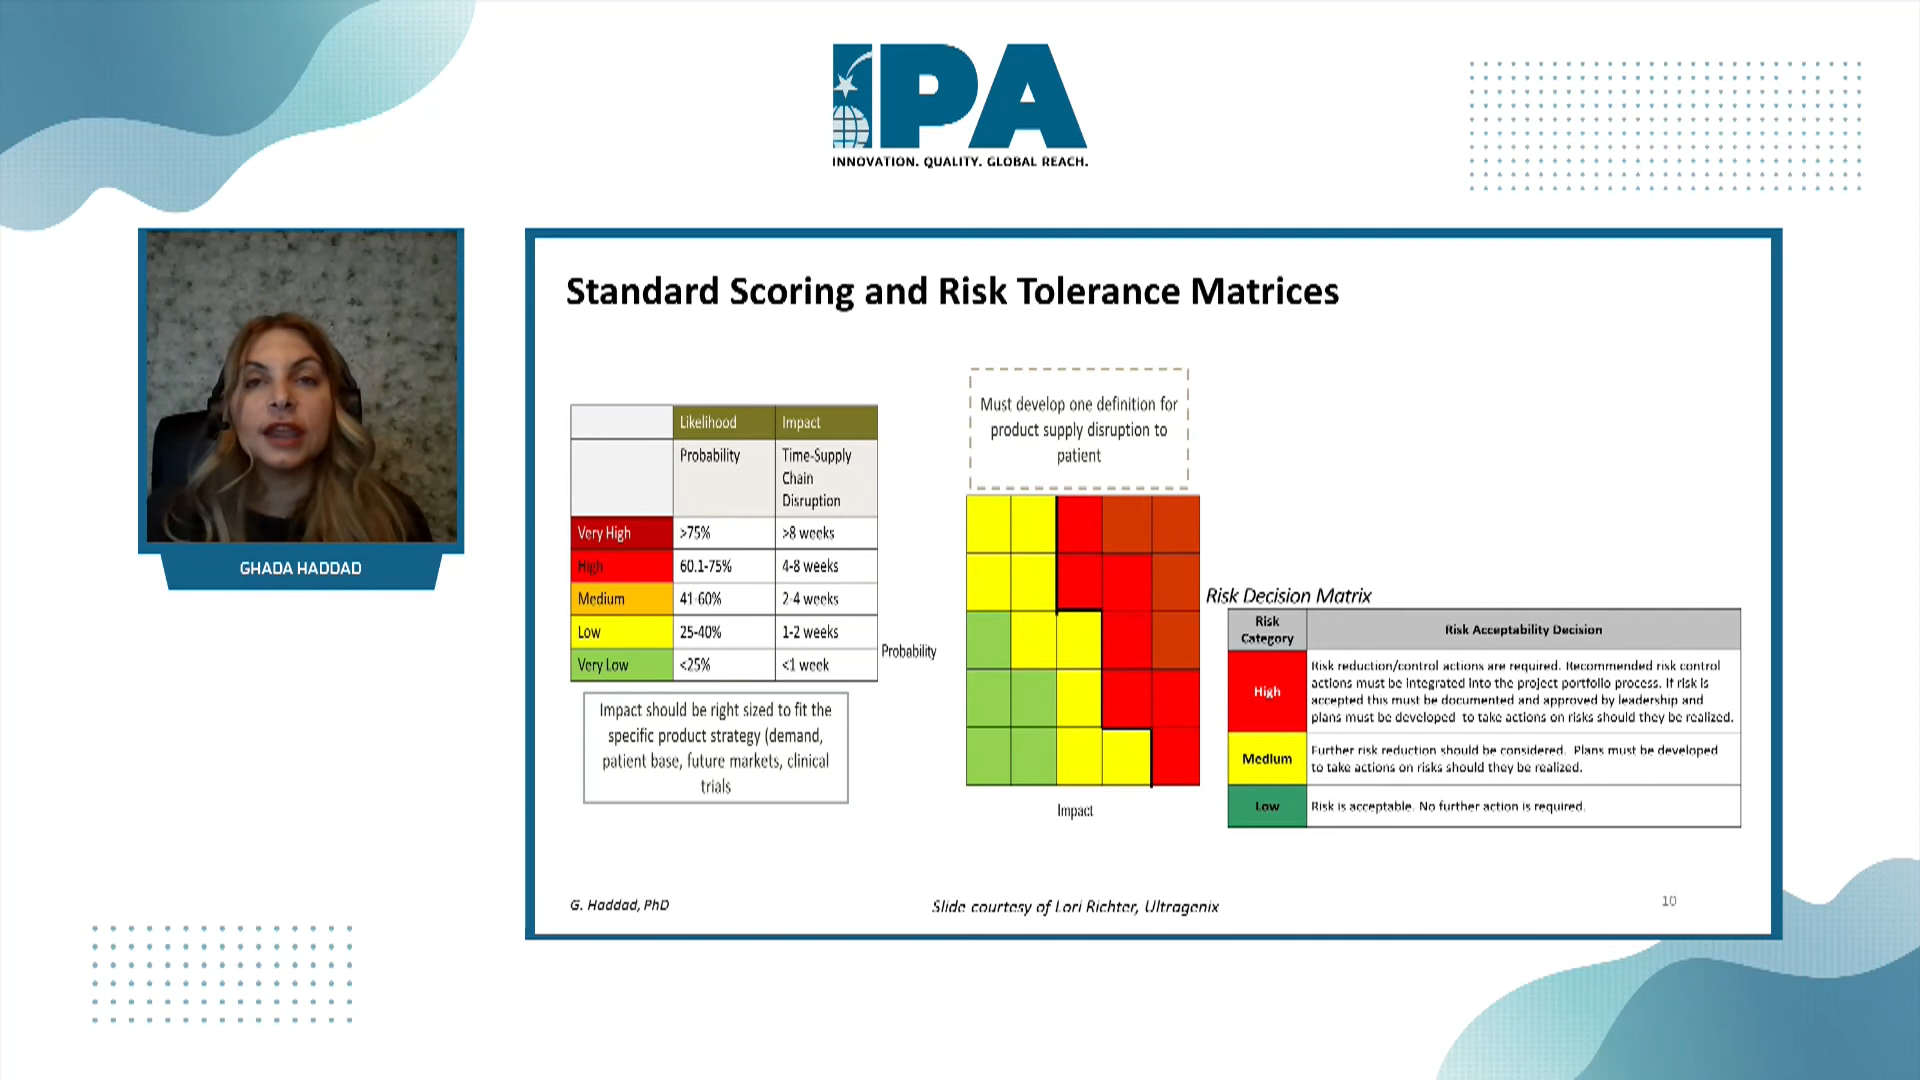 IPA
INNOVATION. QUALITY. GLOBAL REACH.
GHADA HADDAD
Standard Scoring and Risk Tolerance Matrices
Likelihood Impact
Probability Time-Supply
Chain
Disruption
Very High >75% >8 weeks
High 60.1-75% 4-8 weeks
Medium 41-60% 2-4 weeks
Low 25-40% 1-2 weeks
Very Low <25% <1 week
Impact should be right sized to fit the
specific product strategy (demand,
patient base, future markets, clinical
trials
Must develop one definition for
product supply disruption to
patient
Probability
Impact
Risk Decision Matrix
Risk
Category
Risk Acceptability Decision
High
Risk reduction/control actions are required. Recommended risk control
actions must be integrated into the project portfolio process. If risk is
accepted this must be documented and approved by leadership and
plans must be developed to take actions on risks should they be realized.
Medium
Further risk reduction should be considered. Plans must be developed
to take actions on risks should they be realized.
Low
Risk is acceptable. No further action is required.
G. Haddad, PhD
Slide courtesy of Lori Richter, Ultragenix
10